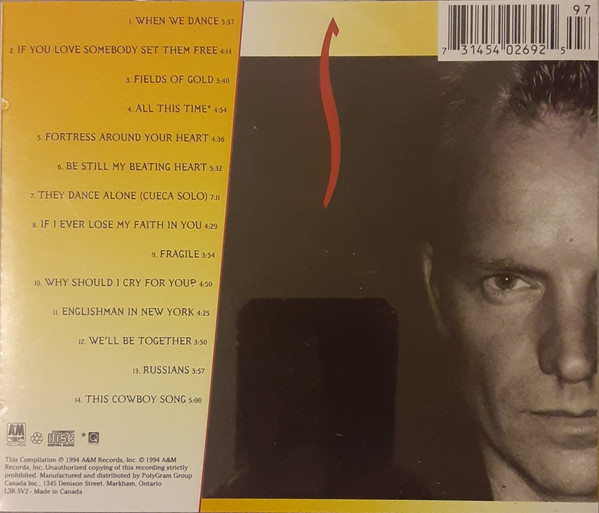 1. WHEN WE DANCE 5:57
2. IF YOU LOVE SOMEBODY SET THEM FREE 4:14
3. FIELDS OF GOLD 3:40
4. ALL THIS TIME* 4:54
5. FORTRESS AROUND YOUR HEART 4:36
6. BE STILL MY BEATING HEART 5:32
7. THEY DANCE ALONE (CUECA SOLO) 7:11
8. IF I EVER LOSE MY FAITH IN YOU 4:29
9. FRAGILE 3:54
10. WHY SHOULD I CRY FOR YOU? 4:50
11. ENGLISHMAN IN NEW YORK 4:25
12. WE'LL BE TOGETHER 3:50
13. RUSSIANS 3:57
14. THIS COWBOY SONG 5:00
97
7 31454 02692 5
A&M RECORDS
COMPACT disc DIGITAL AUDIO
* Q
This Compilation ℗ 1994 A&M Records, Inc. © 1994 A&M
Records, Inc. Unauthorized copying of this recording strictly
prohibited. Manufactured and distributed by PolyGram Group
Canada Inc., 1345 Denison Street, Markham, Ontario
L3R 5V2 - Made in Canada